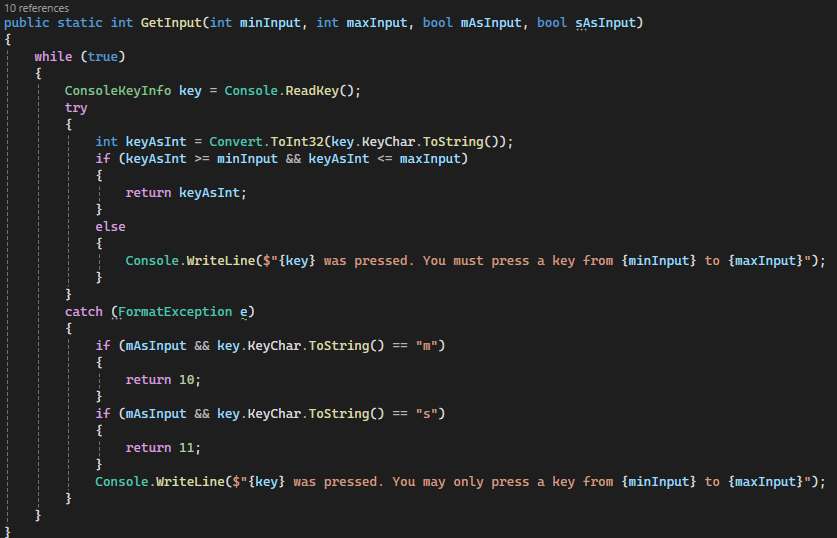 10 references
public static int GetInput(int minInput, int maxInput, bool mAsInput, bool sAsInput)
{
while (true)
{
ConsoleKeyInfo key = Console.ReadKey();
try
{
int keyAsInt = Convert.ToInt32(key.KeyChar.ToString());
if (keyAsInt >= minInput && keyAsInt <= maxInput)
{
return keyAsInt;
}
else
{
Console.WriteLine($"{key} was pressed. You must press a key from {minInput} to {maxInput}");
}
}
catch (FormatException e)
{
if (mAsInput && key.KeyChar.ToString() == "m")
{
return 10;
}
if (mAsInput && key.KeyChar.ToString() == "s")
{
return 11;
}
Console.WriteLine($"{key} was pressed. You may only press a key from {minInput} to {maxInput}");
}
}
}